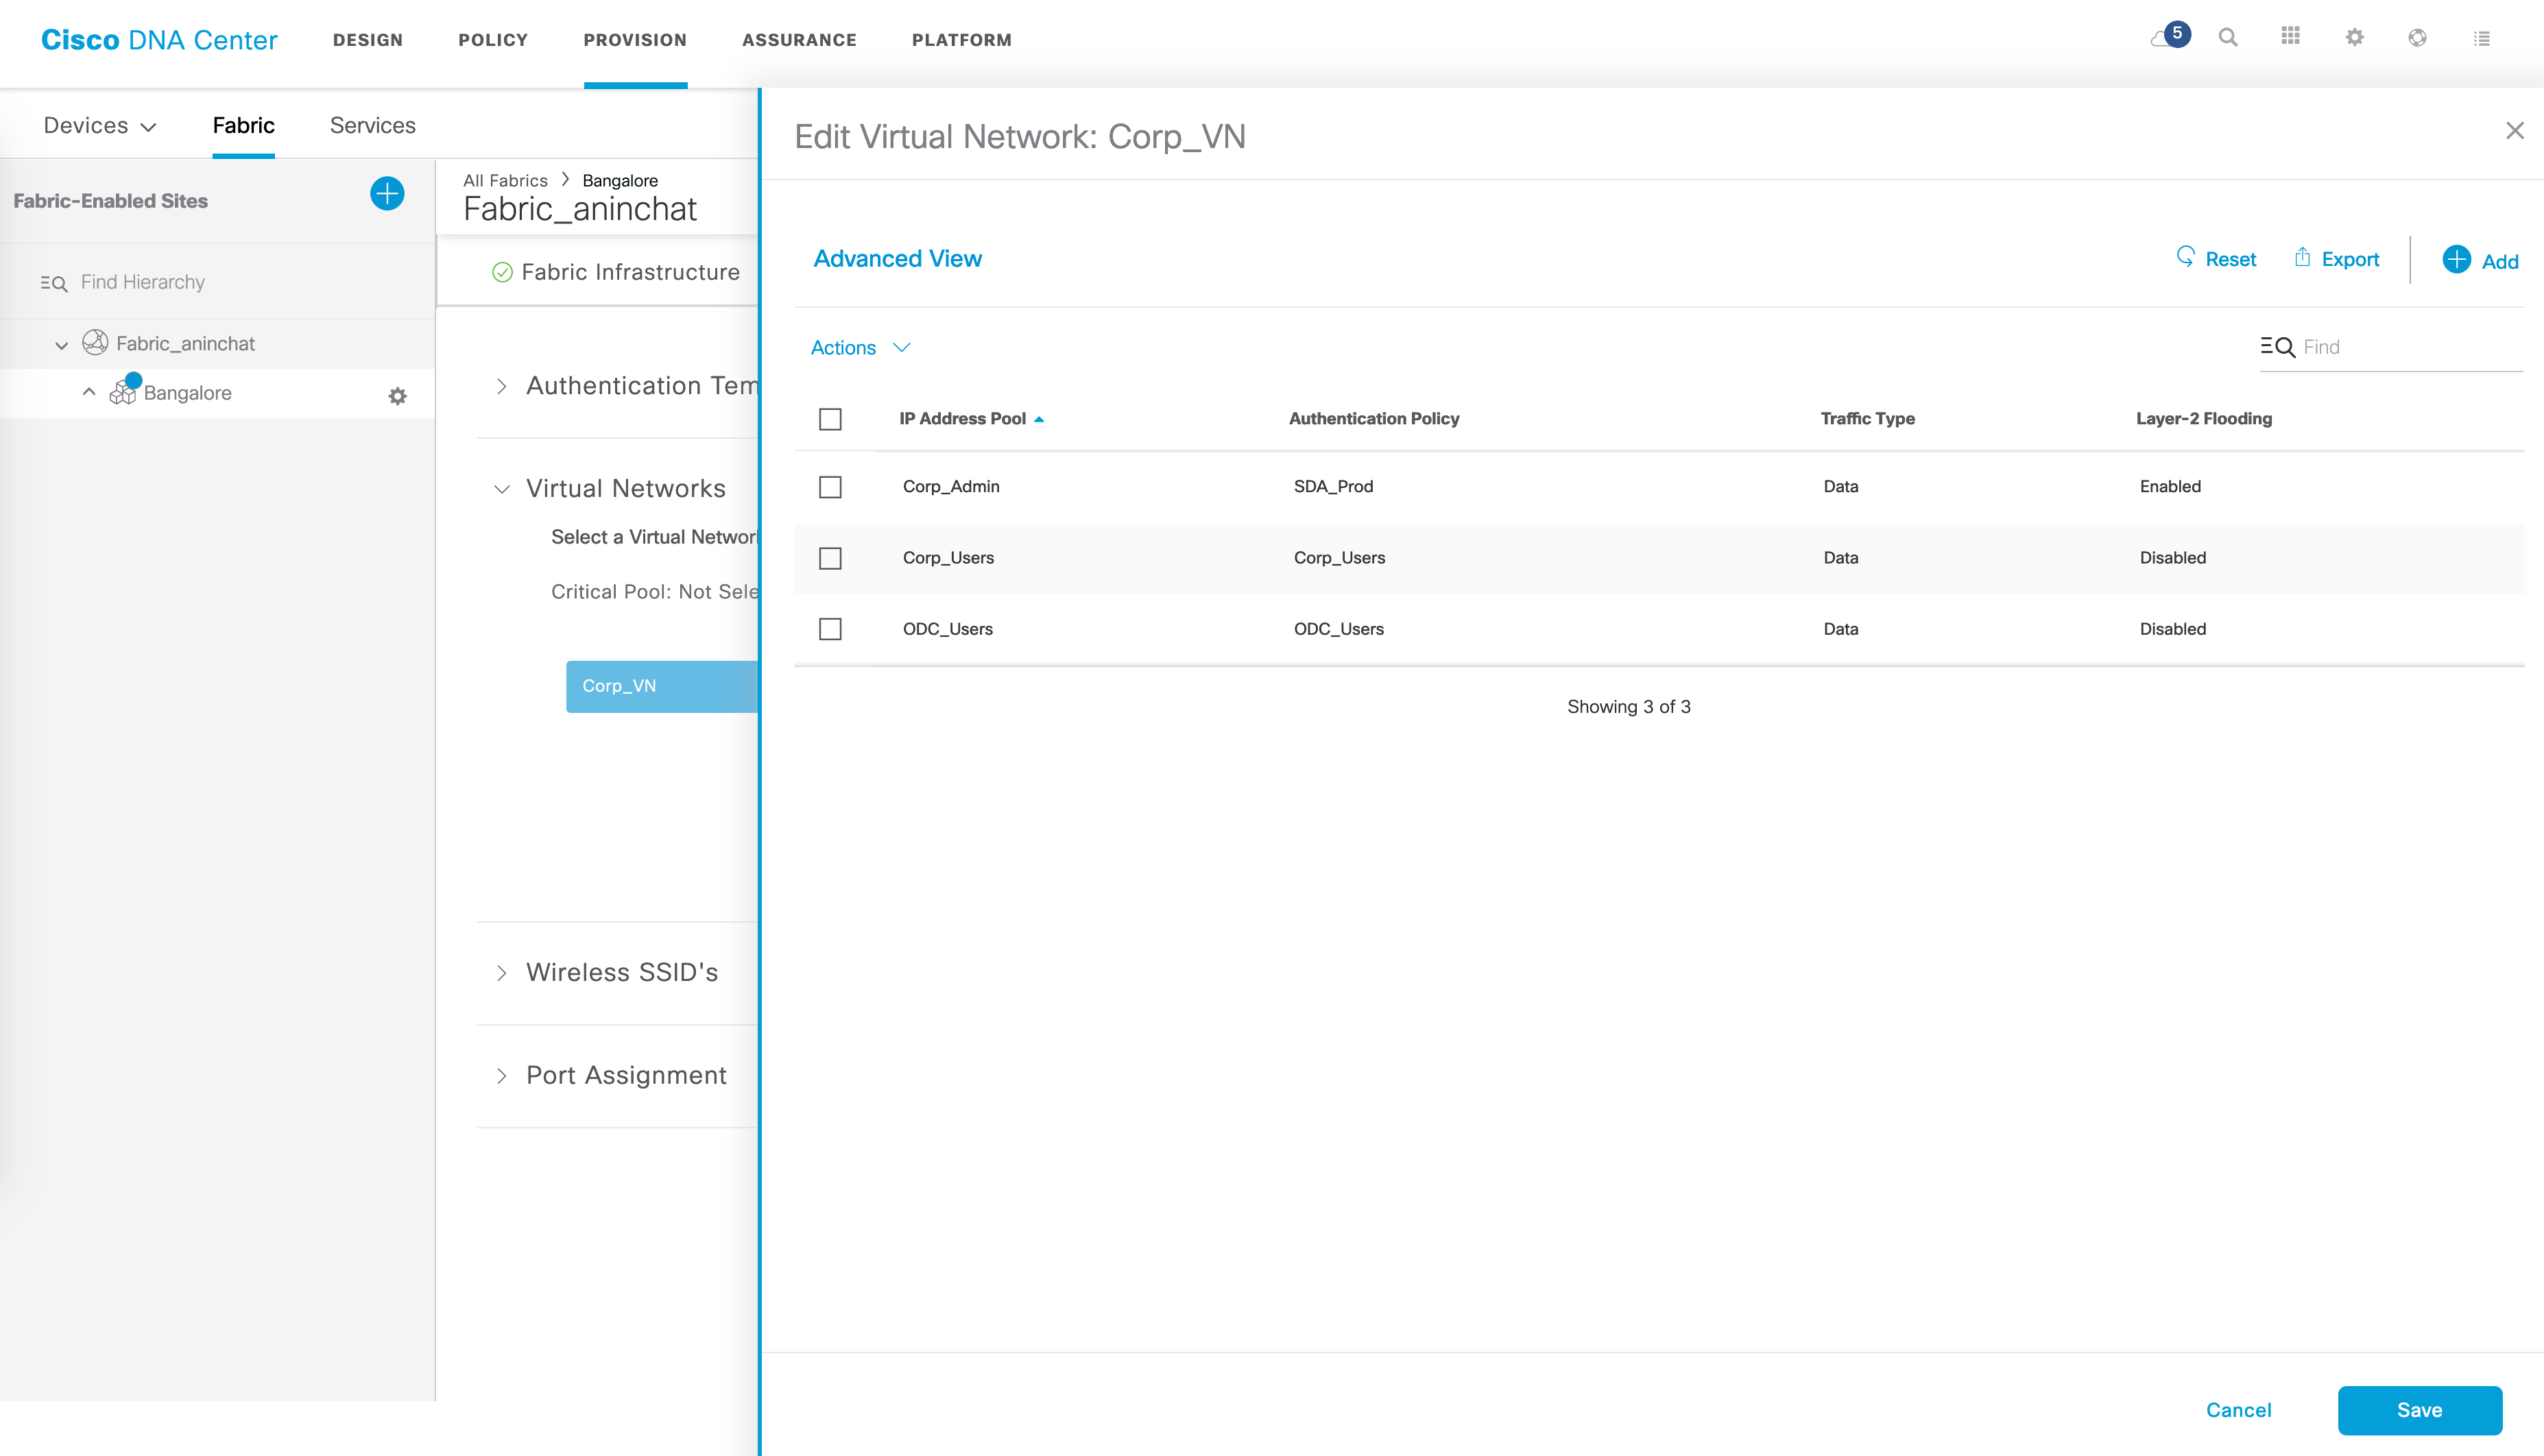 Cisco DNA Center DESIGN POLICY PROVISION ASSURANCE PLATFORM 5
Devices Fabric Services
Fabric-Enabled Sites
Find Hierarchy
Fabric_aninchat
Bangalore
All Fabrics > Bangalore
Fabric_aninchat
Fabric Infrastructure
Authentication Tem
Virtual Networks
Select a Virtual Networ
Critical Pool: Not Sele
Corp_VN
Wireless SSID's
Port Assignment
Edit Virtual Network: Corp_VN
Advanced View Reset Export Add
Actions Find
IP Address Pool Authentication Policy Traffic Type Layer-2 Flooding
Corp_Admin SDA_Prod Data Enabled
Corp_Users Corp_Users Data Disabled
ODC_Users ODC_Users Data Disabled
Showing 3 of 3
Cancel Save